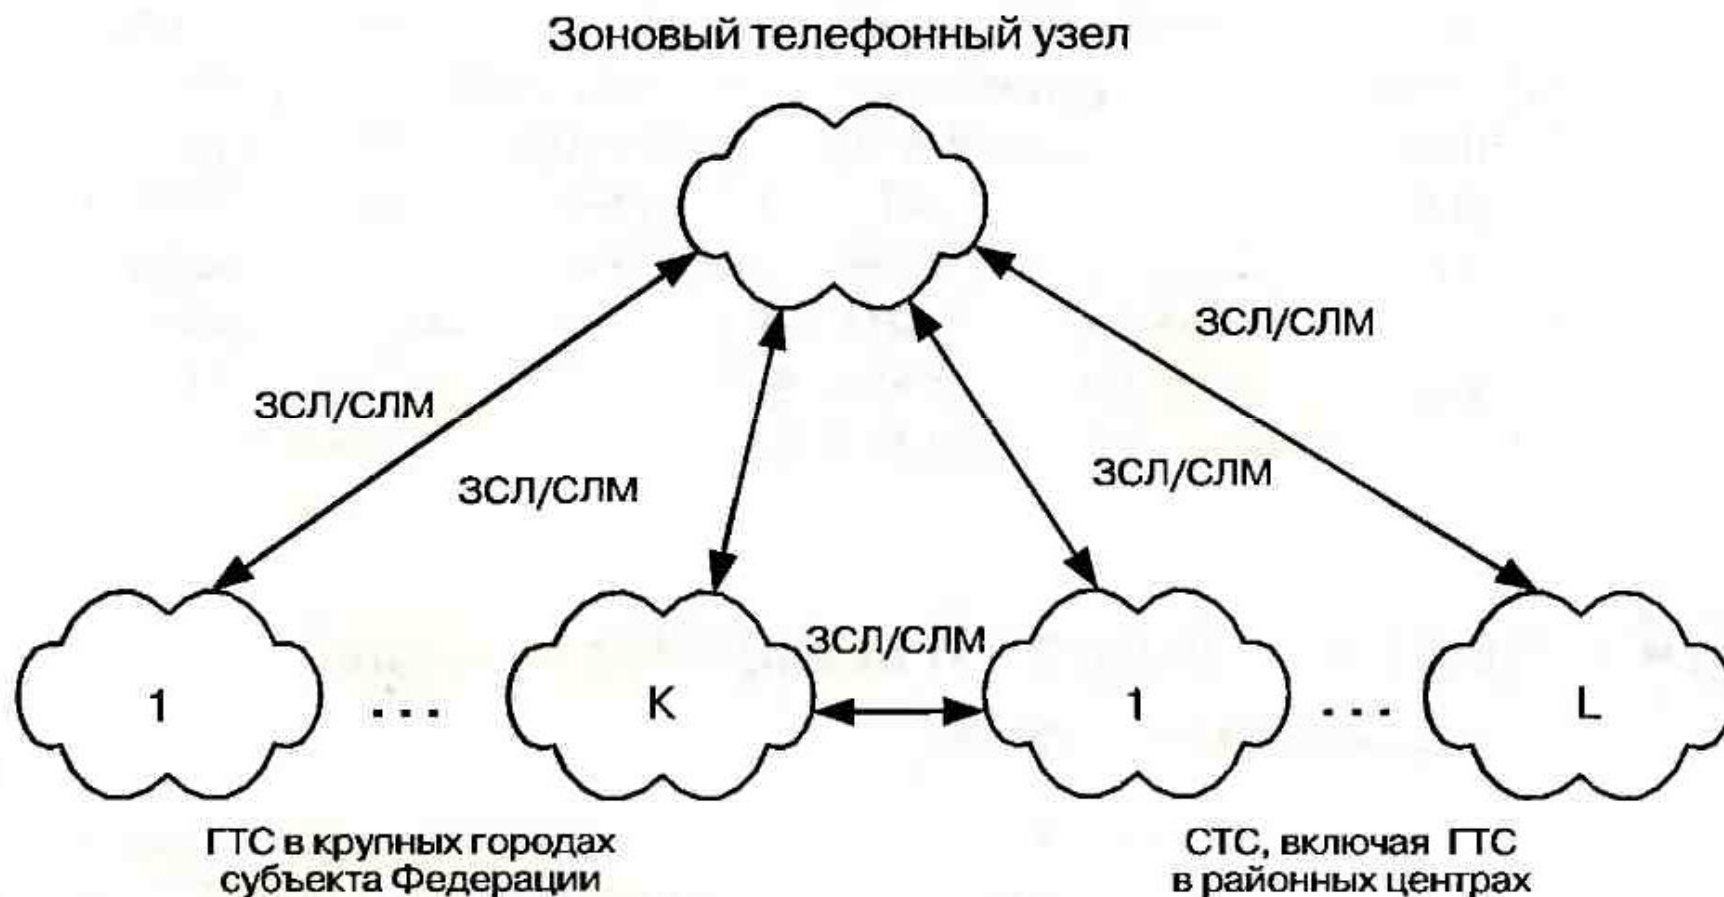 Зоновый телефонный узел
ЗСЛ/СЛМ
ЗСЛ/СЛМ
ЗСЛ/СЛМ
ЗСЛ/СЛМ
ЗСЛ/СЛМ
1
...
К
1
...
L
ГТС в крупных городах
субъекта Федерации
СТС, включая ГТС
в районных центрах